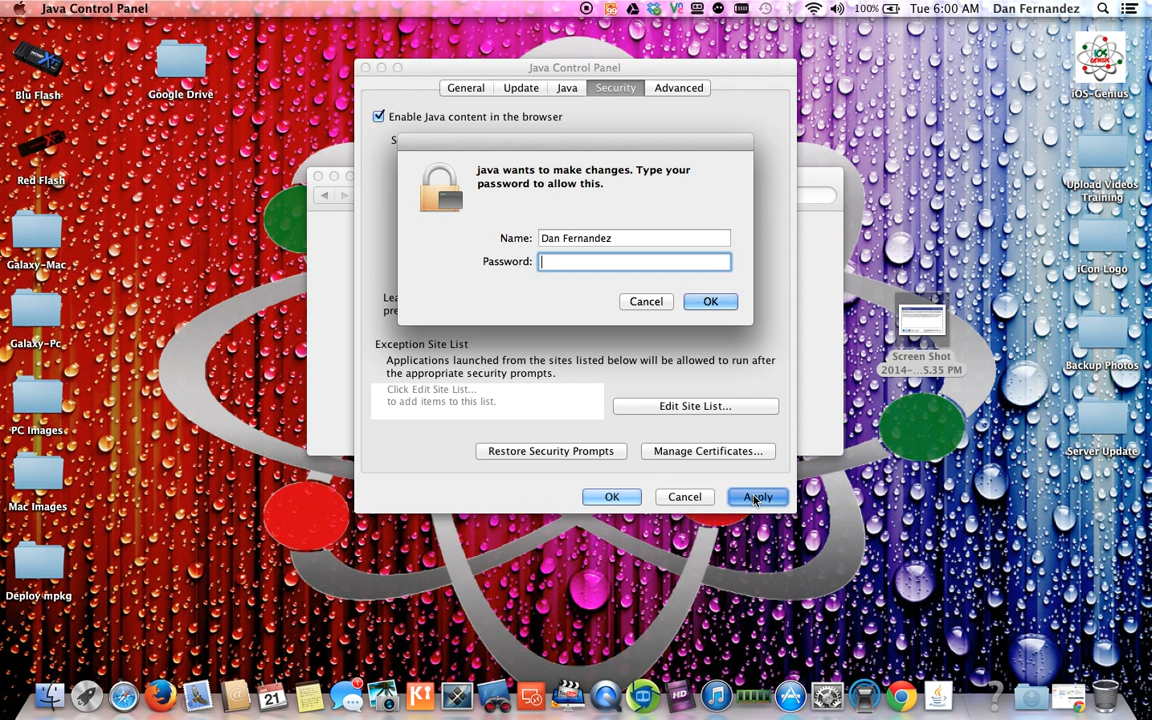 Java Control Panel
100%
Tue 6:00 AM
Dan Fernandez
Java Control Panel
General
Update
Java
Security
Advanced
Enable Java content in the browser
S
java wants to make changes. Type your
password to allow this.
Name: Dan Fernandez
Password:
Cancel
OK
Lea
pre
Exception Site List
Applications launched from the sites listed below will be allowed to run after
the appropriate security prompts.
Click Edit Site List...
to add items to this list.
Edit Site List...
Restore Security Prompts
Manage Certificates...
OK
Cancel
Apply
Blu Flash
Google Drive
Red Flash
Galaxy-Mac
Galaxy-Pc
PC Images
Mac Images
Deploy mpkg
iOS-Genius
Upload Videos
Training
iCon Logo
Screen Shot
2014-...5.35 PM
Backup Photos
Server Update